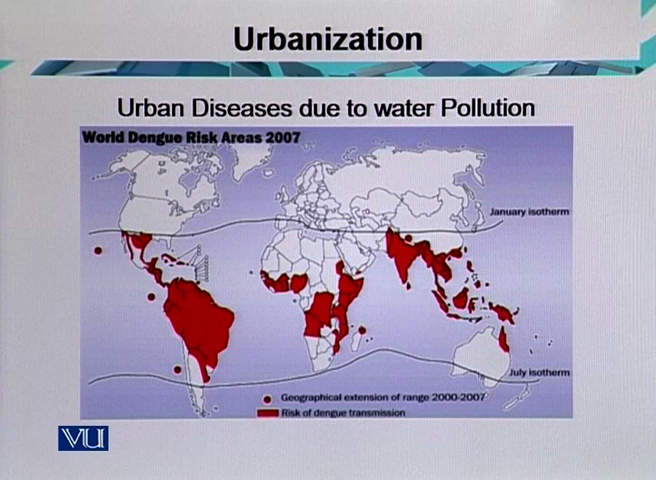 Urbanization
Urban Diseases due to water Pollution
World Dengue Risk Areas 2007
January isotherm
July isotherm
Geographical extension of range 2000-2007
Risk of dengue transmission
VU